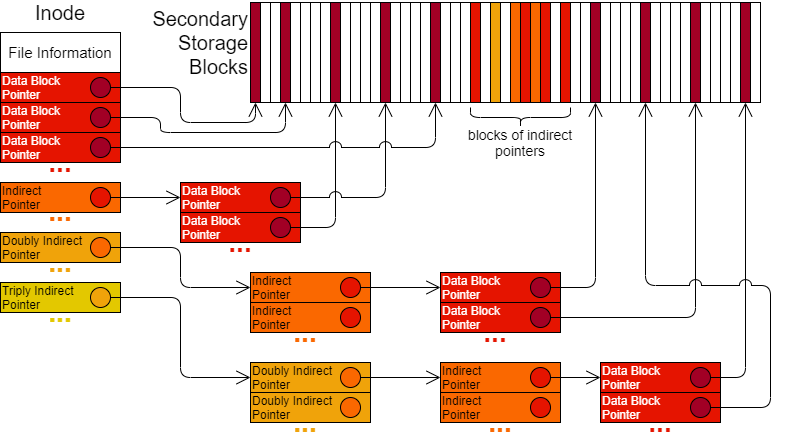 Inode
Secondary
Storage
Blocks
File Information
Data Block
Pointer
Data Block
Pointer
Data Block
Pointer
...
blocks of indirect
pointers
Indirect
Pointer
...
Data Block
Pointer
Data Block
Pointer
...
Doubly Indirect
Pointer
...
Indirect
Pointer
Indirect
Pointer
...
Data Block
Pointer
Data Block
Pointer
...
Triply Indirect
Pointer
...
Doubly Indirect
Pointer
Doubly Indirect
Pointer
...
Indirect
Pointer
Indirect
Pointer
...
Data Block
Pointer
Data Block
Pointer
...